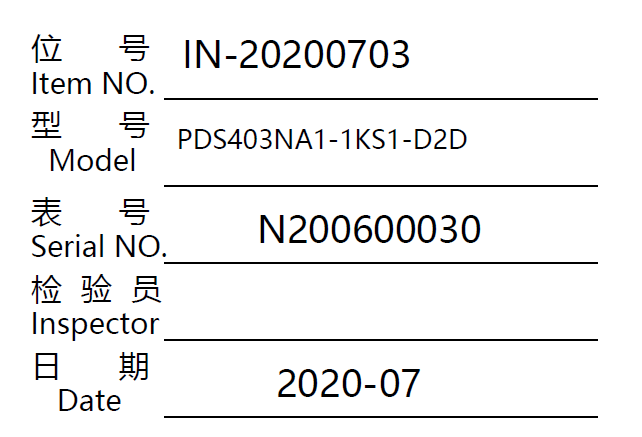 位 号 IN-20200703
Item NO.
型 号 PDS403NA1-1KS1-D2D
Model
表 号 N200600030
Serial NO.
检 验 员
Inspector
日 期 2020-07
Date